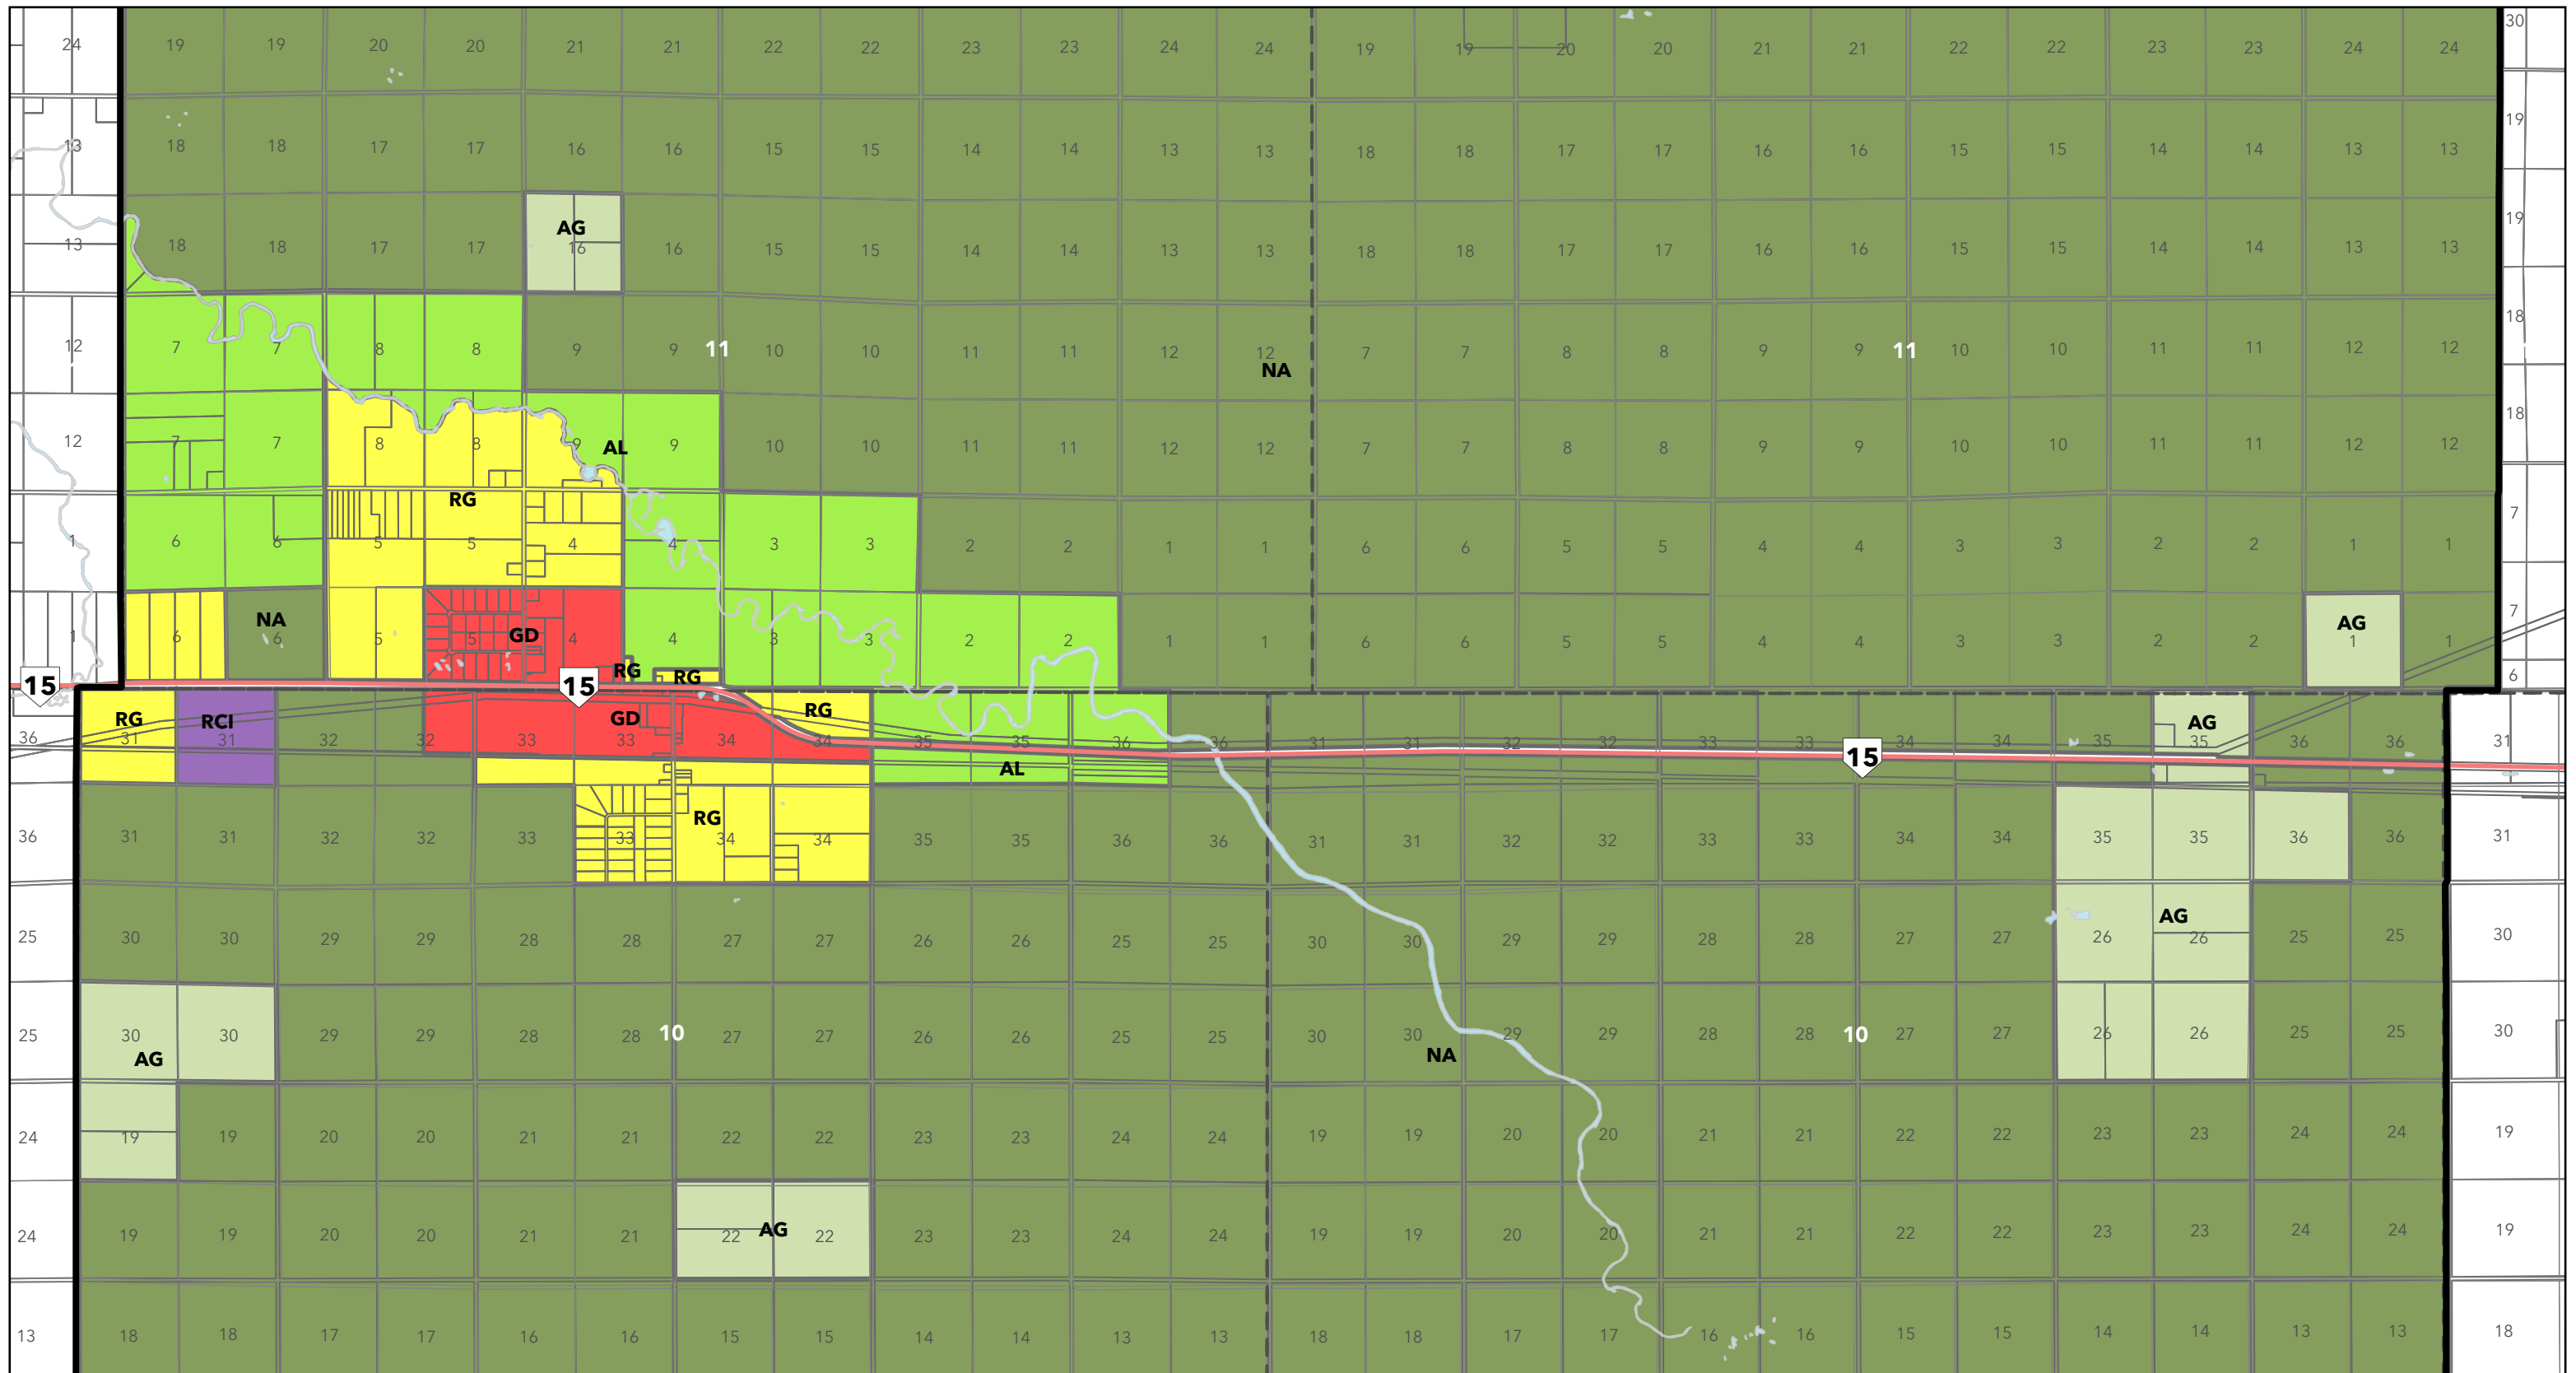 24 19 19 20 20 21 21 22 22 23 23 24 24 19 19 20 20 21 21 22 22 23 23 24 24 30
13 18 18 17 17 16 16 15 15 14 14 13 13 18 18 17 17 16 16 15 15 14 14 13 13 19
AG
13 18 18 17 17 16 16 15 15 14 14 13 13 18 18 17 17 16 16 15 15 14 14 13 13 19
12 7 7 8 8 9 9 11 10 10 11 11 12 12 7 7 8 8 9 9 11 10 10 11 11 12 12 18
NA
12 7 7 8 8 9 AL 9 10 10 11 11 12 12 7 7 8 8 9 9 10 10 11 11 12 12 18
RG
1 6 6 5 5 4 4 3 3 2 2 1 1 6 6 5 5 4 4 3 3 2 2 1 1 7
NA AG 7
1 6 6 5 5 GD 4 4 3 3 2 2 1 1 6 6 5 5 4 4 3 3 2 2 1 1
RG RG 6
15 15
RG RCI GD RG AG
36 31 31 32 32 33 33 34 34 35 35 36 36 31 31 32 32 33 33 34 34 35 35 36 36 31
15
AL
RG
36 31 31 32 32 33 33 34 34 35 35 36 36 31 31 32 32 33 33 34 34 35 35 36 36 31
AG
25 30 30 29 29 28 28 27 27 26 26 25 25 30 30 29 29 28 28 27 27 26 26 25 25 30
25 30 30 29 29 28 28 10 27 27 26 26 25 25 30 30 29 29 28 28 10 27 27 26 26 25 25 30
AG NA
24 19 19 20 20 21 21 22 22 23 23 24 24 19 19 20 20 21 21 22 22 23 23 24 24 19
24 19 19 20 20 21 21 22 AG 22 23 23 24 24 19 19 20 20 21 21 22 22 23 23 24 24 19
13 18 18 17 17 16 16 15 15 14 14 13 13 18 18 17 17 16 16 15 15 14 14 13 13 18